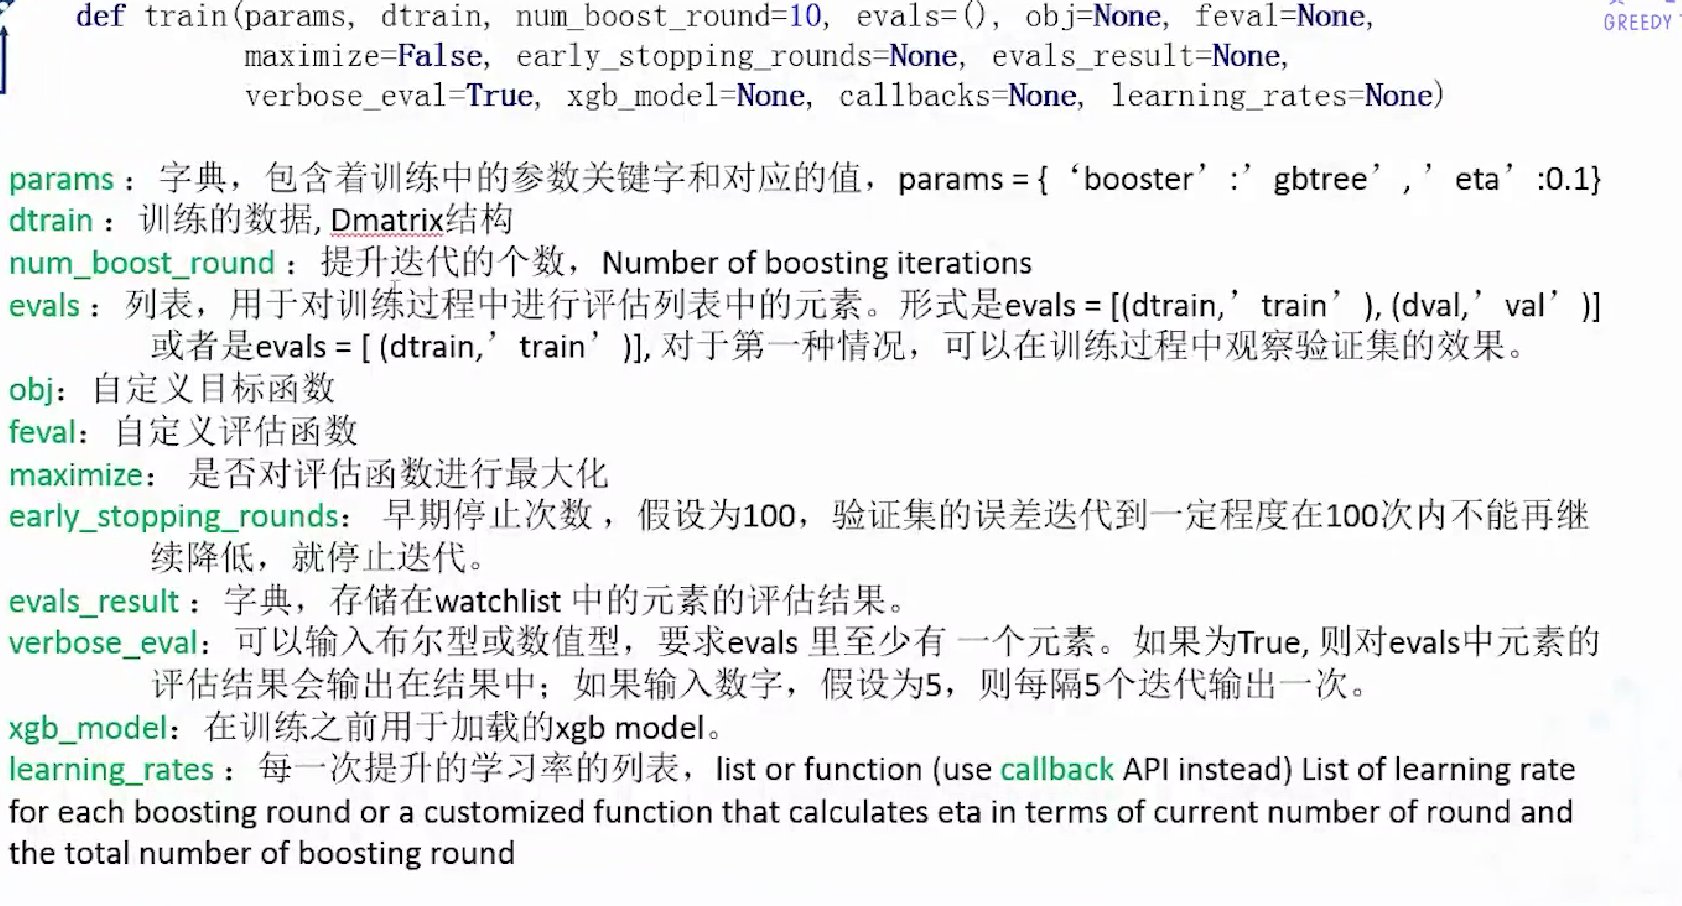 def train(params, dtrain, num_boost_round=10, evals=(), obj=None, feval=None,
GREEDY
maximize=False, early_stopping_rounds=None, evals_result=None,
verbose_eval=True, xgb_model=None, callbacks=None, learning_rates=None)
params：字典，包含着训练中的参数关键字和对应的值，params = {‘booster’:’gbtree’,’eta’:0.1}
dtrain：训练的数据, Dmatrix结构
num_boost_round：提升迭代的个数，Number of boosting iterations
evals：列表，用于对训练过程中进行评估列表中的元素。形式是evals = [(dtrain,’train’), (dval,’val’)]
或者是evals = [ (dtrain,’train’)], 对于第一种情况，可以在训练过程中观察验证集的效果。
obj：自定义目标函数
feval：自定义评估函数
maximize：是否对评估函数进行最大化
early_stopping_rounds：早期停止次数 ，假设为100，验证集的误差迭代到一定程度在100次内不能再继
续降低，就停止迭代。
evals_result：字典，存储在watchlist 中的元素的评估结果。
verbose_eval：可以输入布尔型或数值型，要求evals 里至少有 一个元素。如果为True, 则对evals中元素的
评估结果会输出在结果中；如果输入数字，假设为5，则每隔5个迭代输出一次。
xgb_model：在训练之前用于加载的xgb model。
learning_rates：每一次提升的学习率的列表，list or function (use callback API instead) List of learning rate
for each boosting round or a customized function that calculates eta in terms of current number of round and
the total number of boosting round